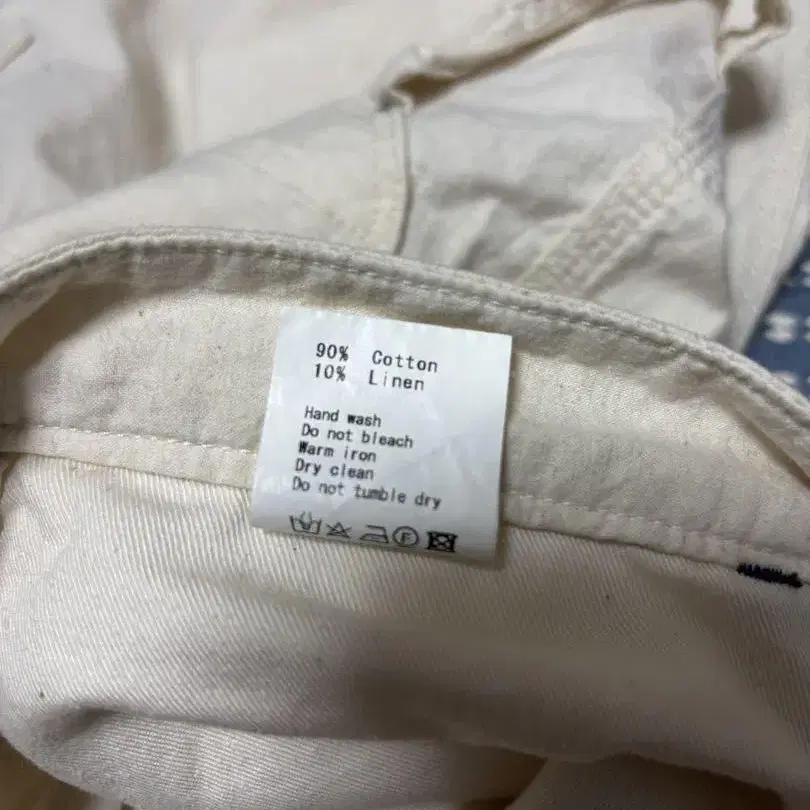 90% Cotton
10% Linen
Hand wash
Do not bleach
Warm iron
Dry clean
Do not tumble dry
F